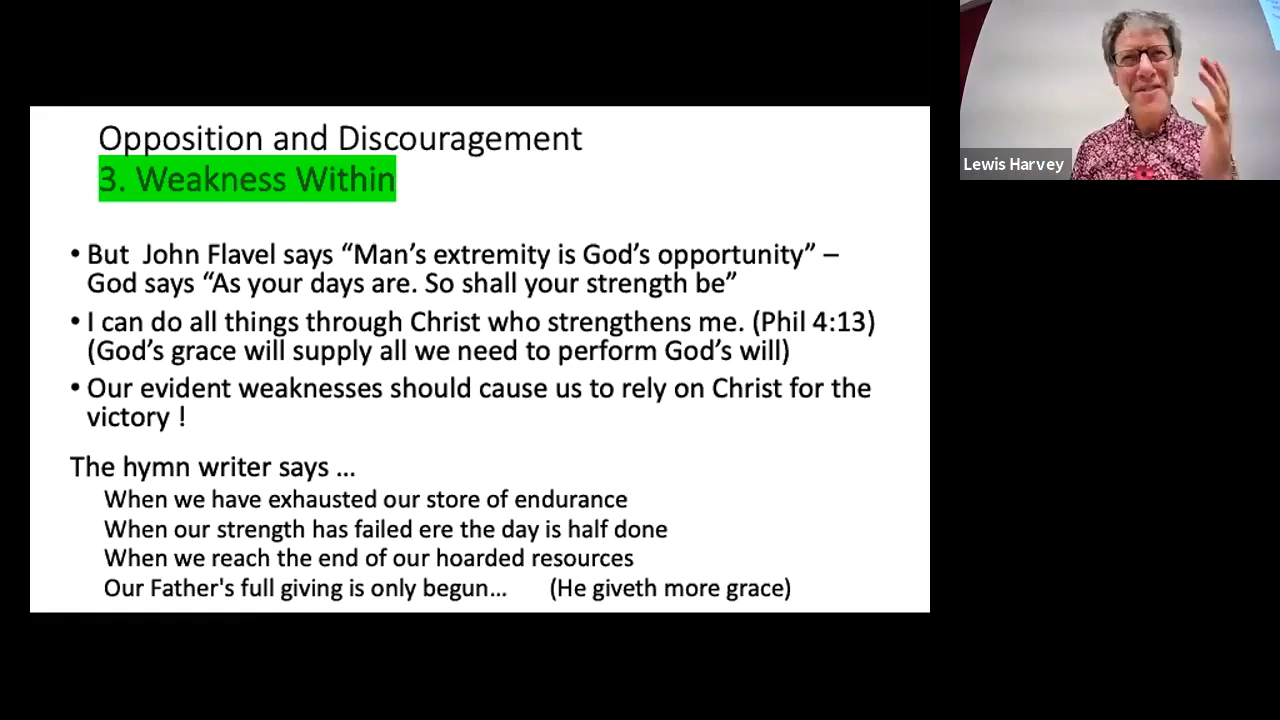 Opposition and Discouragement
3. Weakness Within
• But  John Flavel says “Man’s extremity is God’s opportunity” –
God says “As your days are. So shall your strength be”
• I can do all things through Christ who strengthens me. (Phil 4:13)
(God’s grace will supply all we need to perform God’s will)
• Our evident weaknesses should cause us to rely on Christ for the
victory !
The hymn writer says ...
When we have exhausted our store of endurance
When our strength has failed ere the day is half done
When we reach the end of our hoarded resources
Our Father's full giving is only begun... (He giveth more grace)
Lewis Harvey